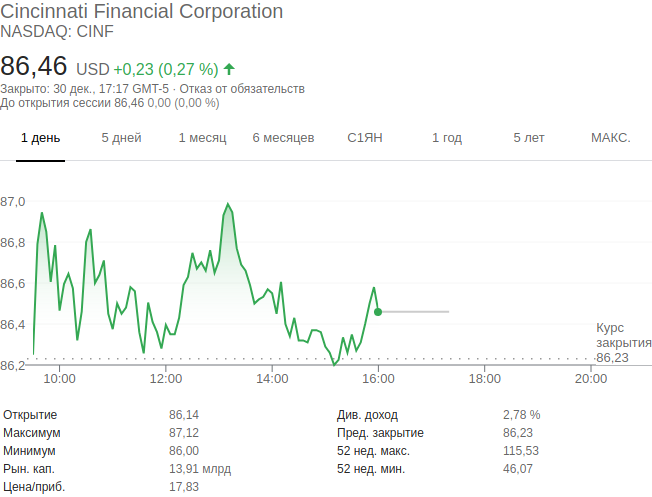 Cincinnati Financial Corporation
NASDAQ: CINF
86,46 USD +0,23 (0,27 %)
Закрыто: 30 дек., 17:17 GMT-5 · Отказ от обязательств
До открытия сессии 86,46 0,00 (0,00 %)
1 день 5 дней 1 месяц 6 месяцев С1ЯН 1 год 5 лет МАКС.
87,0
86,8
86,6
86,4
Курс
закрытия
86,23
86,2
10:00 12:00 14:00 16:00 18:00 20:00
Открытие 86,14 Див. доход 2,78 %
Максимум 87,12 Пред. закрытие 86,23
Минимум 86,00 52 нед. макс. 115,53
Рын. кап. 13,91 млрд 52 нед. мин. 46,07
Цена/приб. 17,83